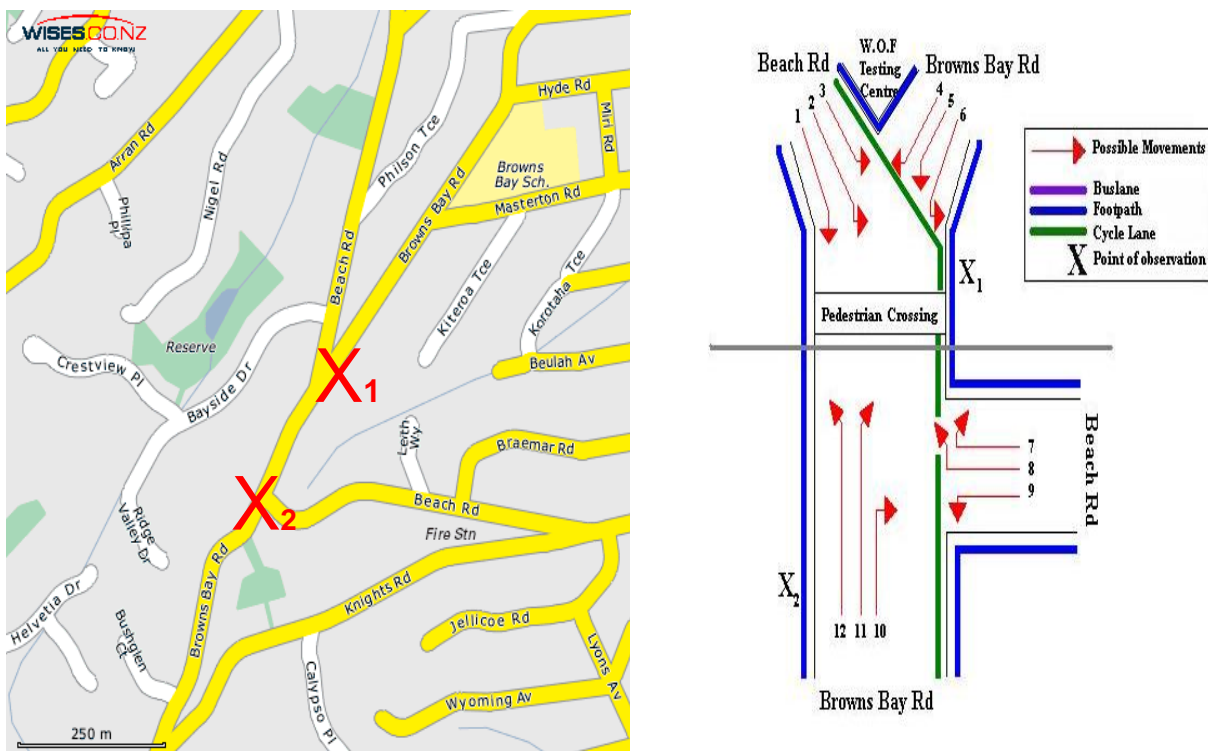 WISES.CO.NZ
ALL YOU NEED TO KNOW
Arran Rd
Phillipa
Pl
Nigel Rd
Philson Tce
Hyde Rd
Miri Rd
Browns
Bay Sch.
Masterton Rd
Browns Bay Rd
Beach Rd
Kiteroa Tce
Korotaha Tce
Beulah Av
Reserve
Crestview Pl
Bayside Dr
X1
Leith
Wy
Braemar Rd
Beach Rd
X2
Fire Stn
Ridge
Valley Dr
Helvetia Dr
Bushglen
Ct
Browns Bay Rd
Knights Rd
Jellicoe Rd
Lyons Av
Calypso Pl
Wyoming Av
250 m
Beach Rd
W.O.F
Testing
Centre
Browns Bay Rd
1
2
3
4
5
6
X1
Pedestrian Crossing
7
8
9
Beach Rd
X2
12
11
10
Browns Bay Rd
Possible Movements
Buslane
Footpath
Cycle Lane
X Point of observation